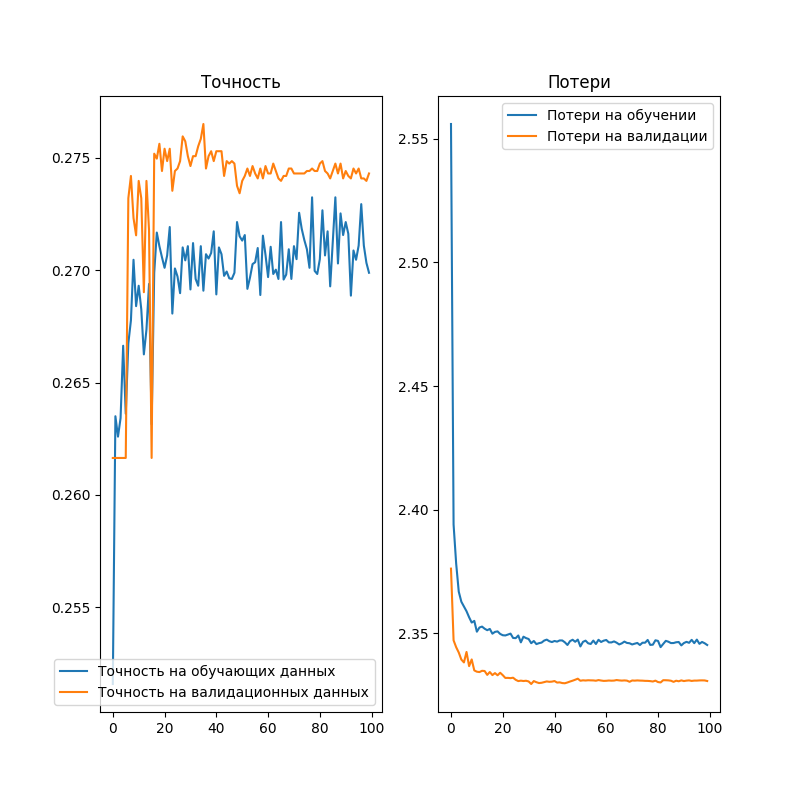 Точность
0.275
0.270
0.265
0.260
0.255
Точность на обучающих данных
Точность на валидационных данных
0 20 40 60 80 100
Потери
Потери на обучении
Потери на валидации
2.55
2.50
2.45
2.40
2.35
0 20 40 60 80 100